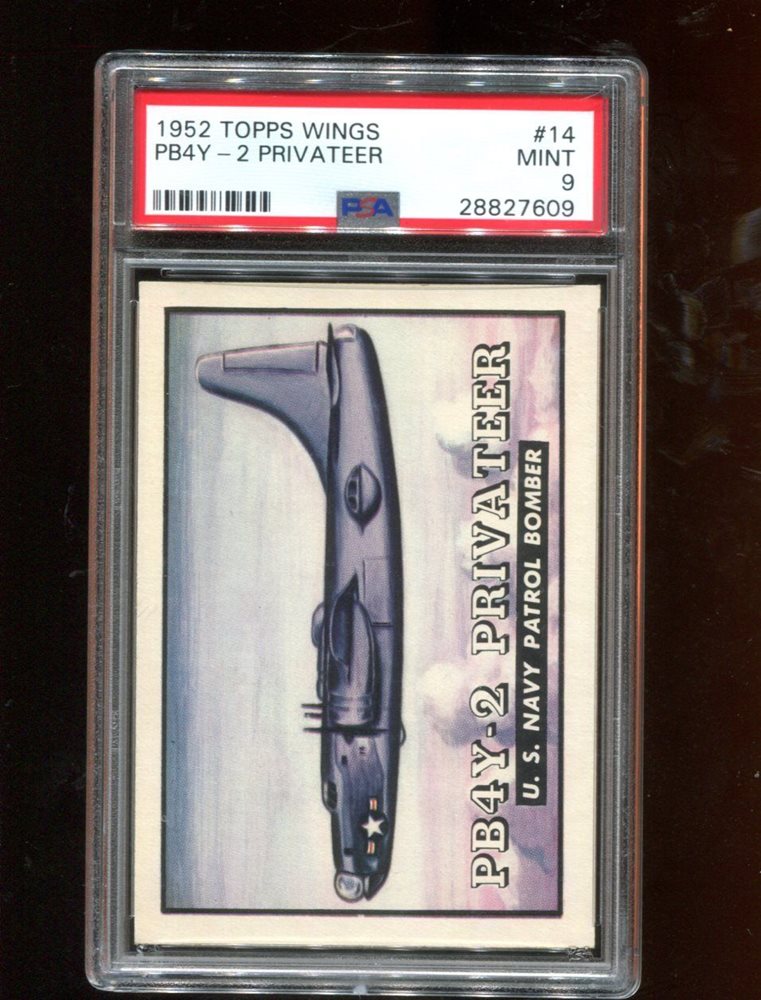 1952 TOPPS WINGS #14
PB4Y-2 PRIVATEER MINT
9
PSA 28827609
PB4Y-2 PRIVATEER
U. S. NAVY PATROL BOMBER